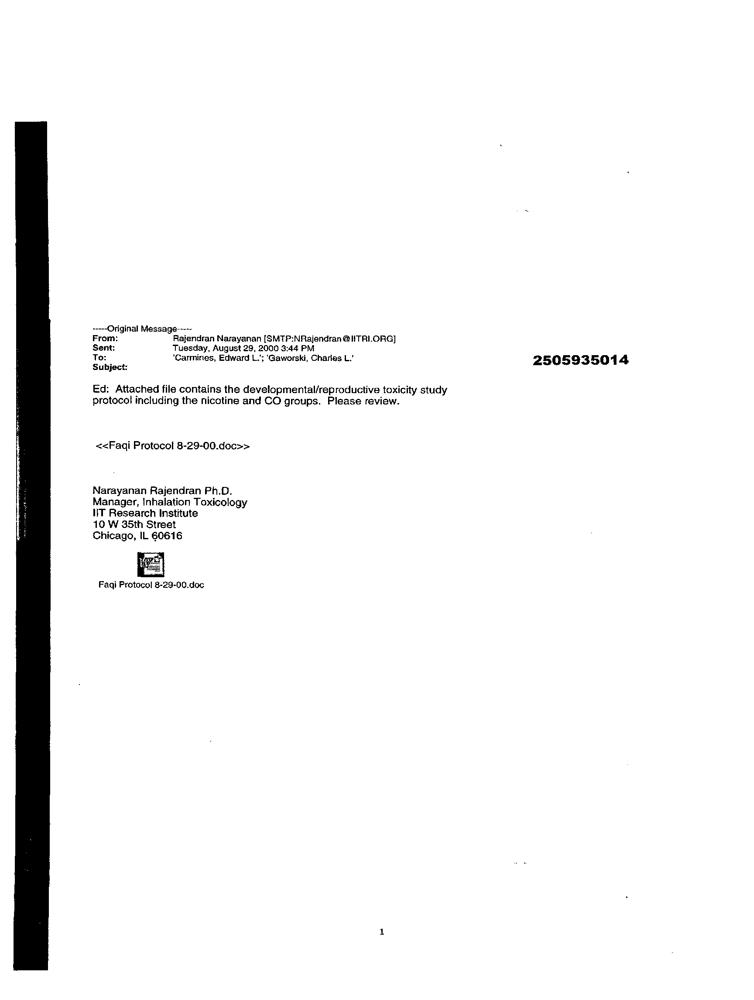 -----Original Message-----
From: Rajendran Narayanan [SMTP:NRajendran@IITRI.ORG]
Sent: Tuesday, August 29, 2000 3:44 PM
To: 'Carmines, Edward L.'; 'Gaworski, Charles L.'
Subject:
2505935014
Ed: Attached file contains the developmental/reproductive toxicity study
protocol including the nicotine and CO groups. Please review.
<<Faqi Protocol 8-29-00.doc>>
Narayanan Rajendran Ph.D.
Manager, Inhalation Toxicology
IIT Research Institute
10 W 35th Street
Chicago, IL 60616
Faqi Protocol 8-29-00.doc
1